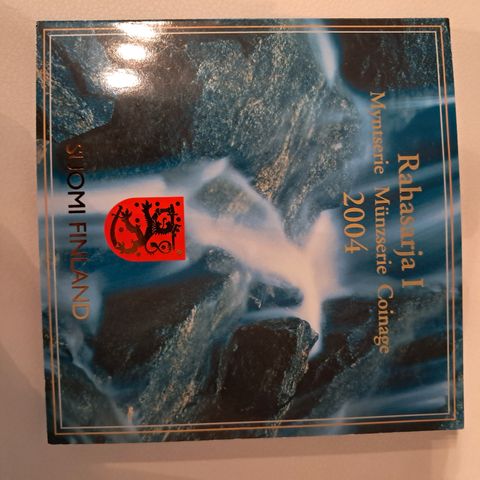 Rahasarja I
Myntserie Münzserie Coinage
2004
SUOMI FINLAND